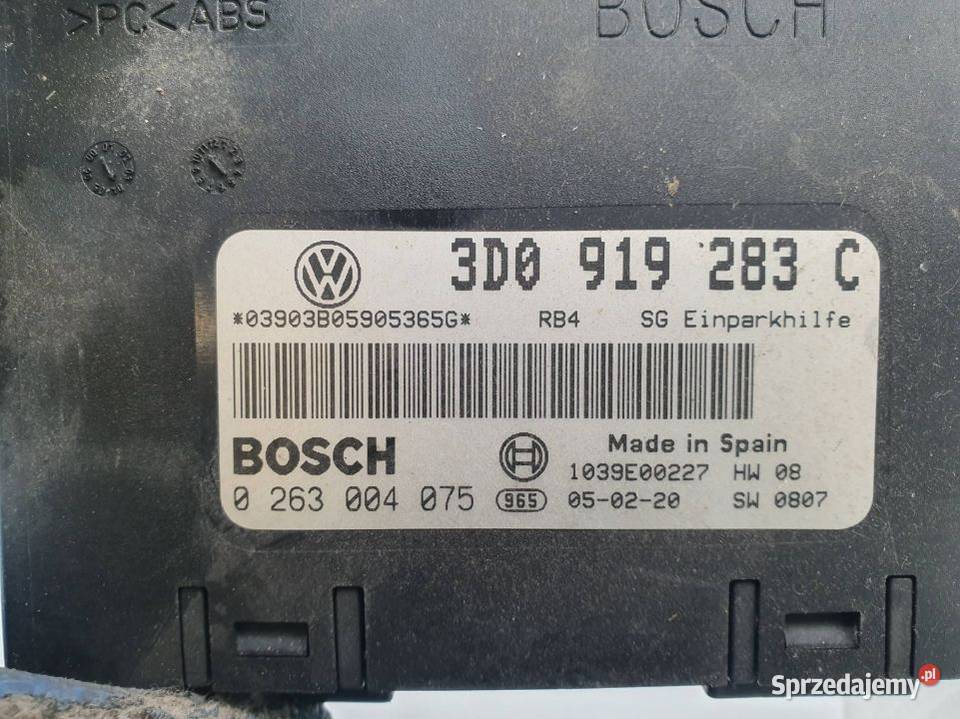 >PC<ABS
BOSCH
3D0 919 283 C
*03903B05905365G* RB4 SG Einparkhilfe
BOSCH
Made in Spain
1039E00227 HW 08
0 263 004 075 965 05-02-20 SW 0807
Sprzedajemy.pl